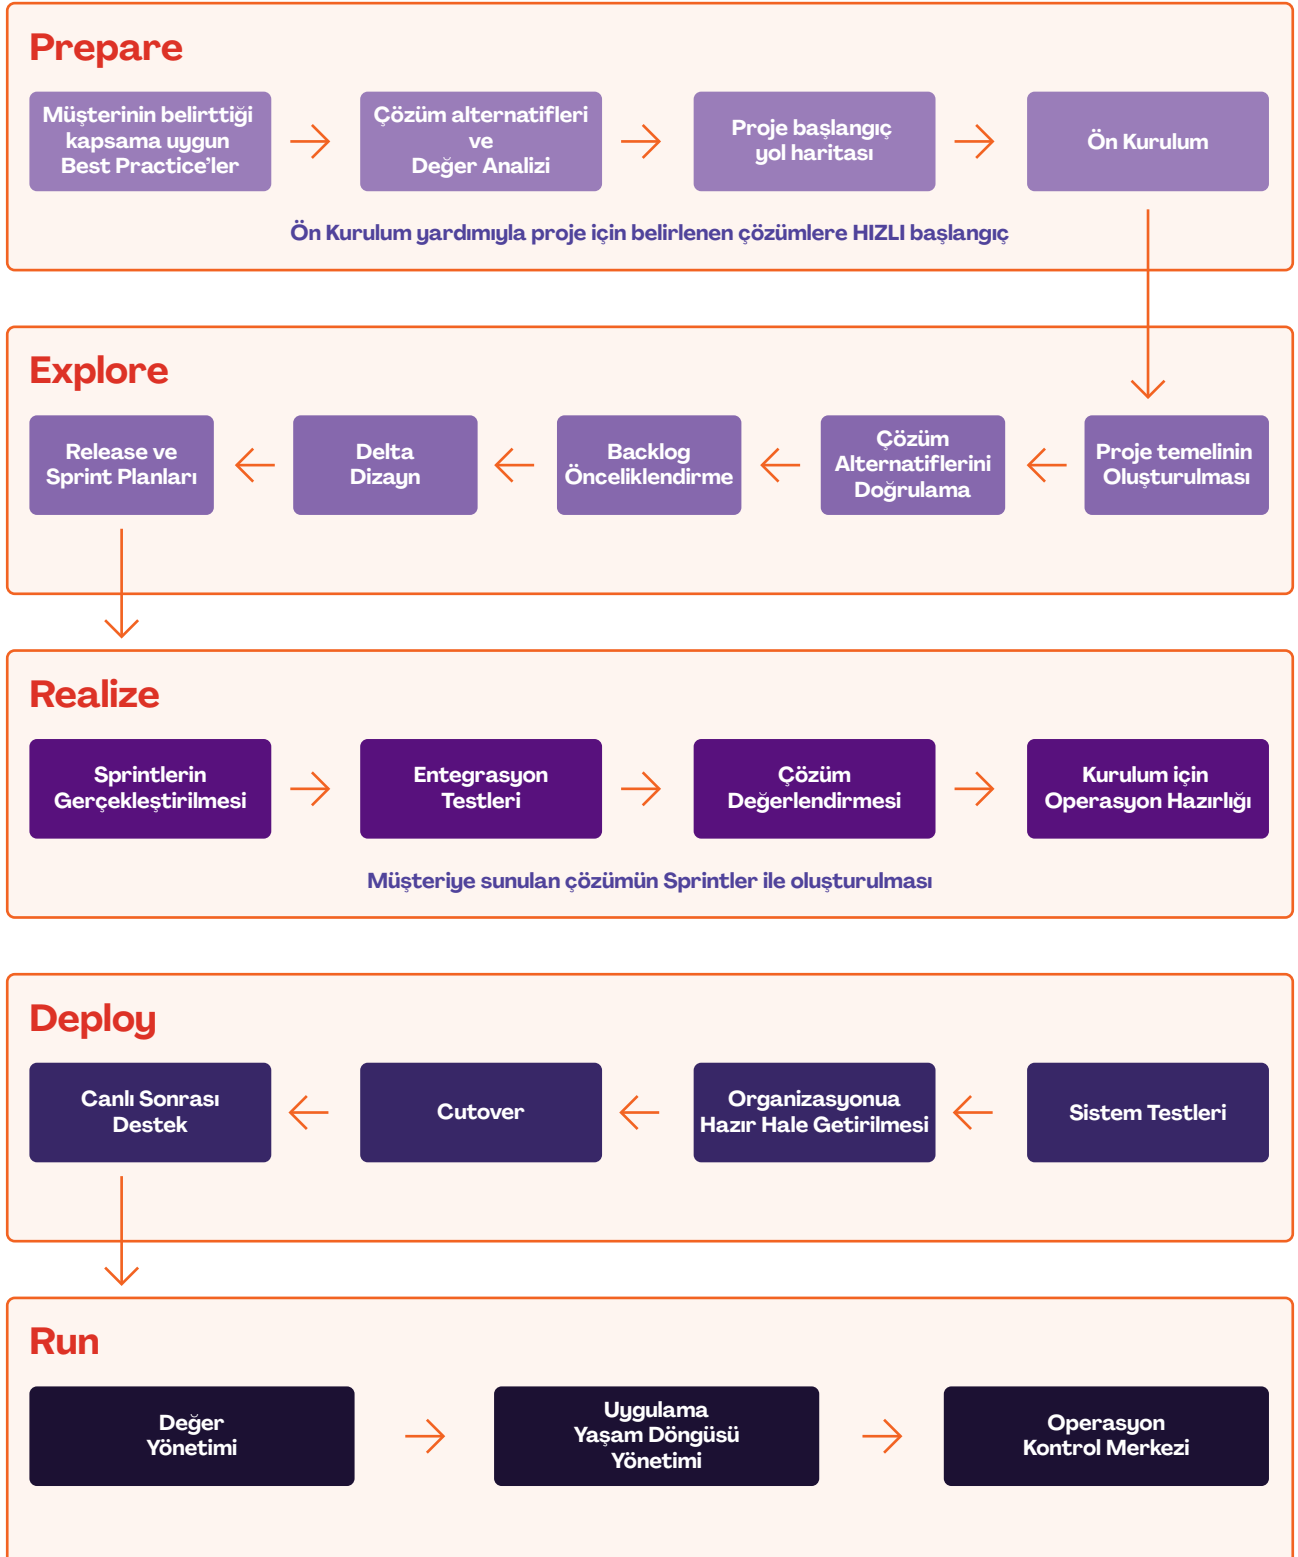 Prepare
Müşterinin belirttiği
kapsama uygun
Best Practice’ler
Çözüm alternatifleri
ve
Değer Analizi
Proje başlangıç
yol haritası
Ön Kurulum
Ön Kurulum yardımıyla proje için belirlenen çözümlere HIZLI başlangıç
Explore
Release ve
Sprint Planları
Delta
Dizayn
Backlog
Önceliklendirme
Çözüm
Alternatiflerini
Doğrulama
Proje temelinin
Oluşturulması
Realize
Sprintlerin
Gerçekleştirilmesi
Entegrasyon
Testleri
Çözüm
Değerlendirmesi
Kurulum için
Operasyon Hazırlığı
Müşteriye sunulan çözümün Sprintler ile oluşturulması
Deploy
Canlı Sonrası
Destek
Cutover
Organizasyonua
Hazır Hale Getirilmesi
Sistem Testleri
Run
Değer
Yönetimi
Uygulama
Yaşam Döngüsü
Yönetimi
Operasyon
Kontrol Merkezi